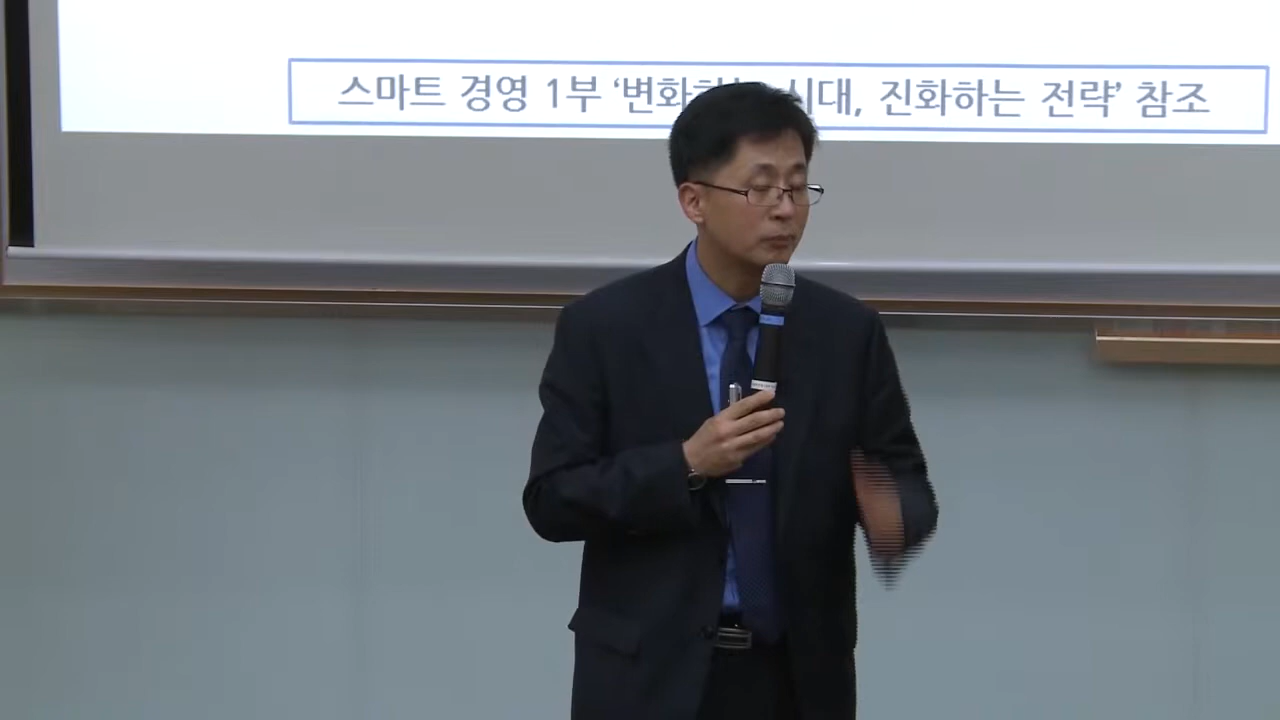 스마트 경영 1부 ‘변화하는 시대, 진화하는 전략’ 참조